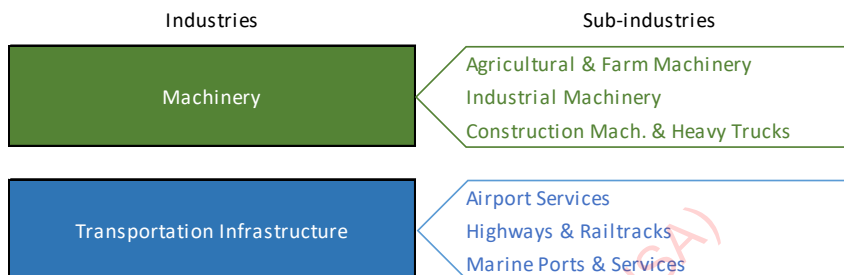 Industries
Sub-industries
Machinery
Agricultural & Farm Machinery
Industrial Machinery
Construction Mach. & Heavy Trucks
Transportation Infrastructure
Airport Services
Highways & Railtracks
Marine Ports & Services